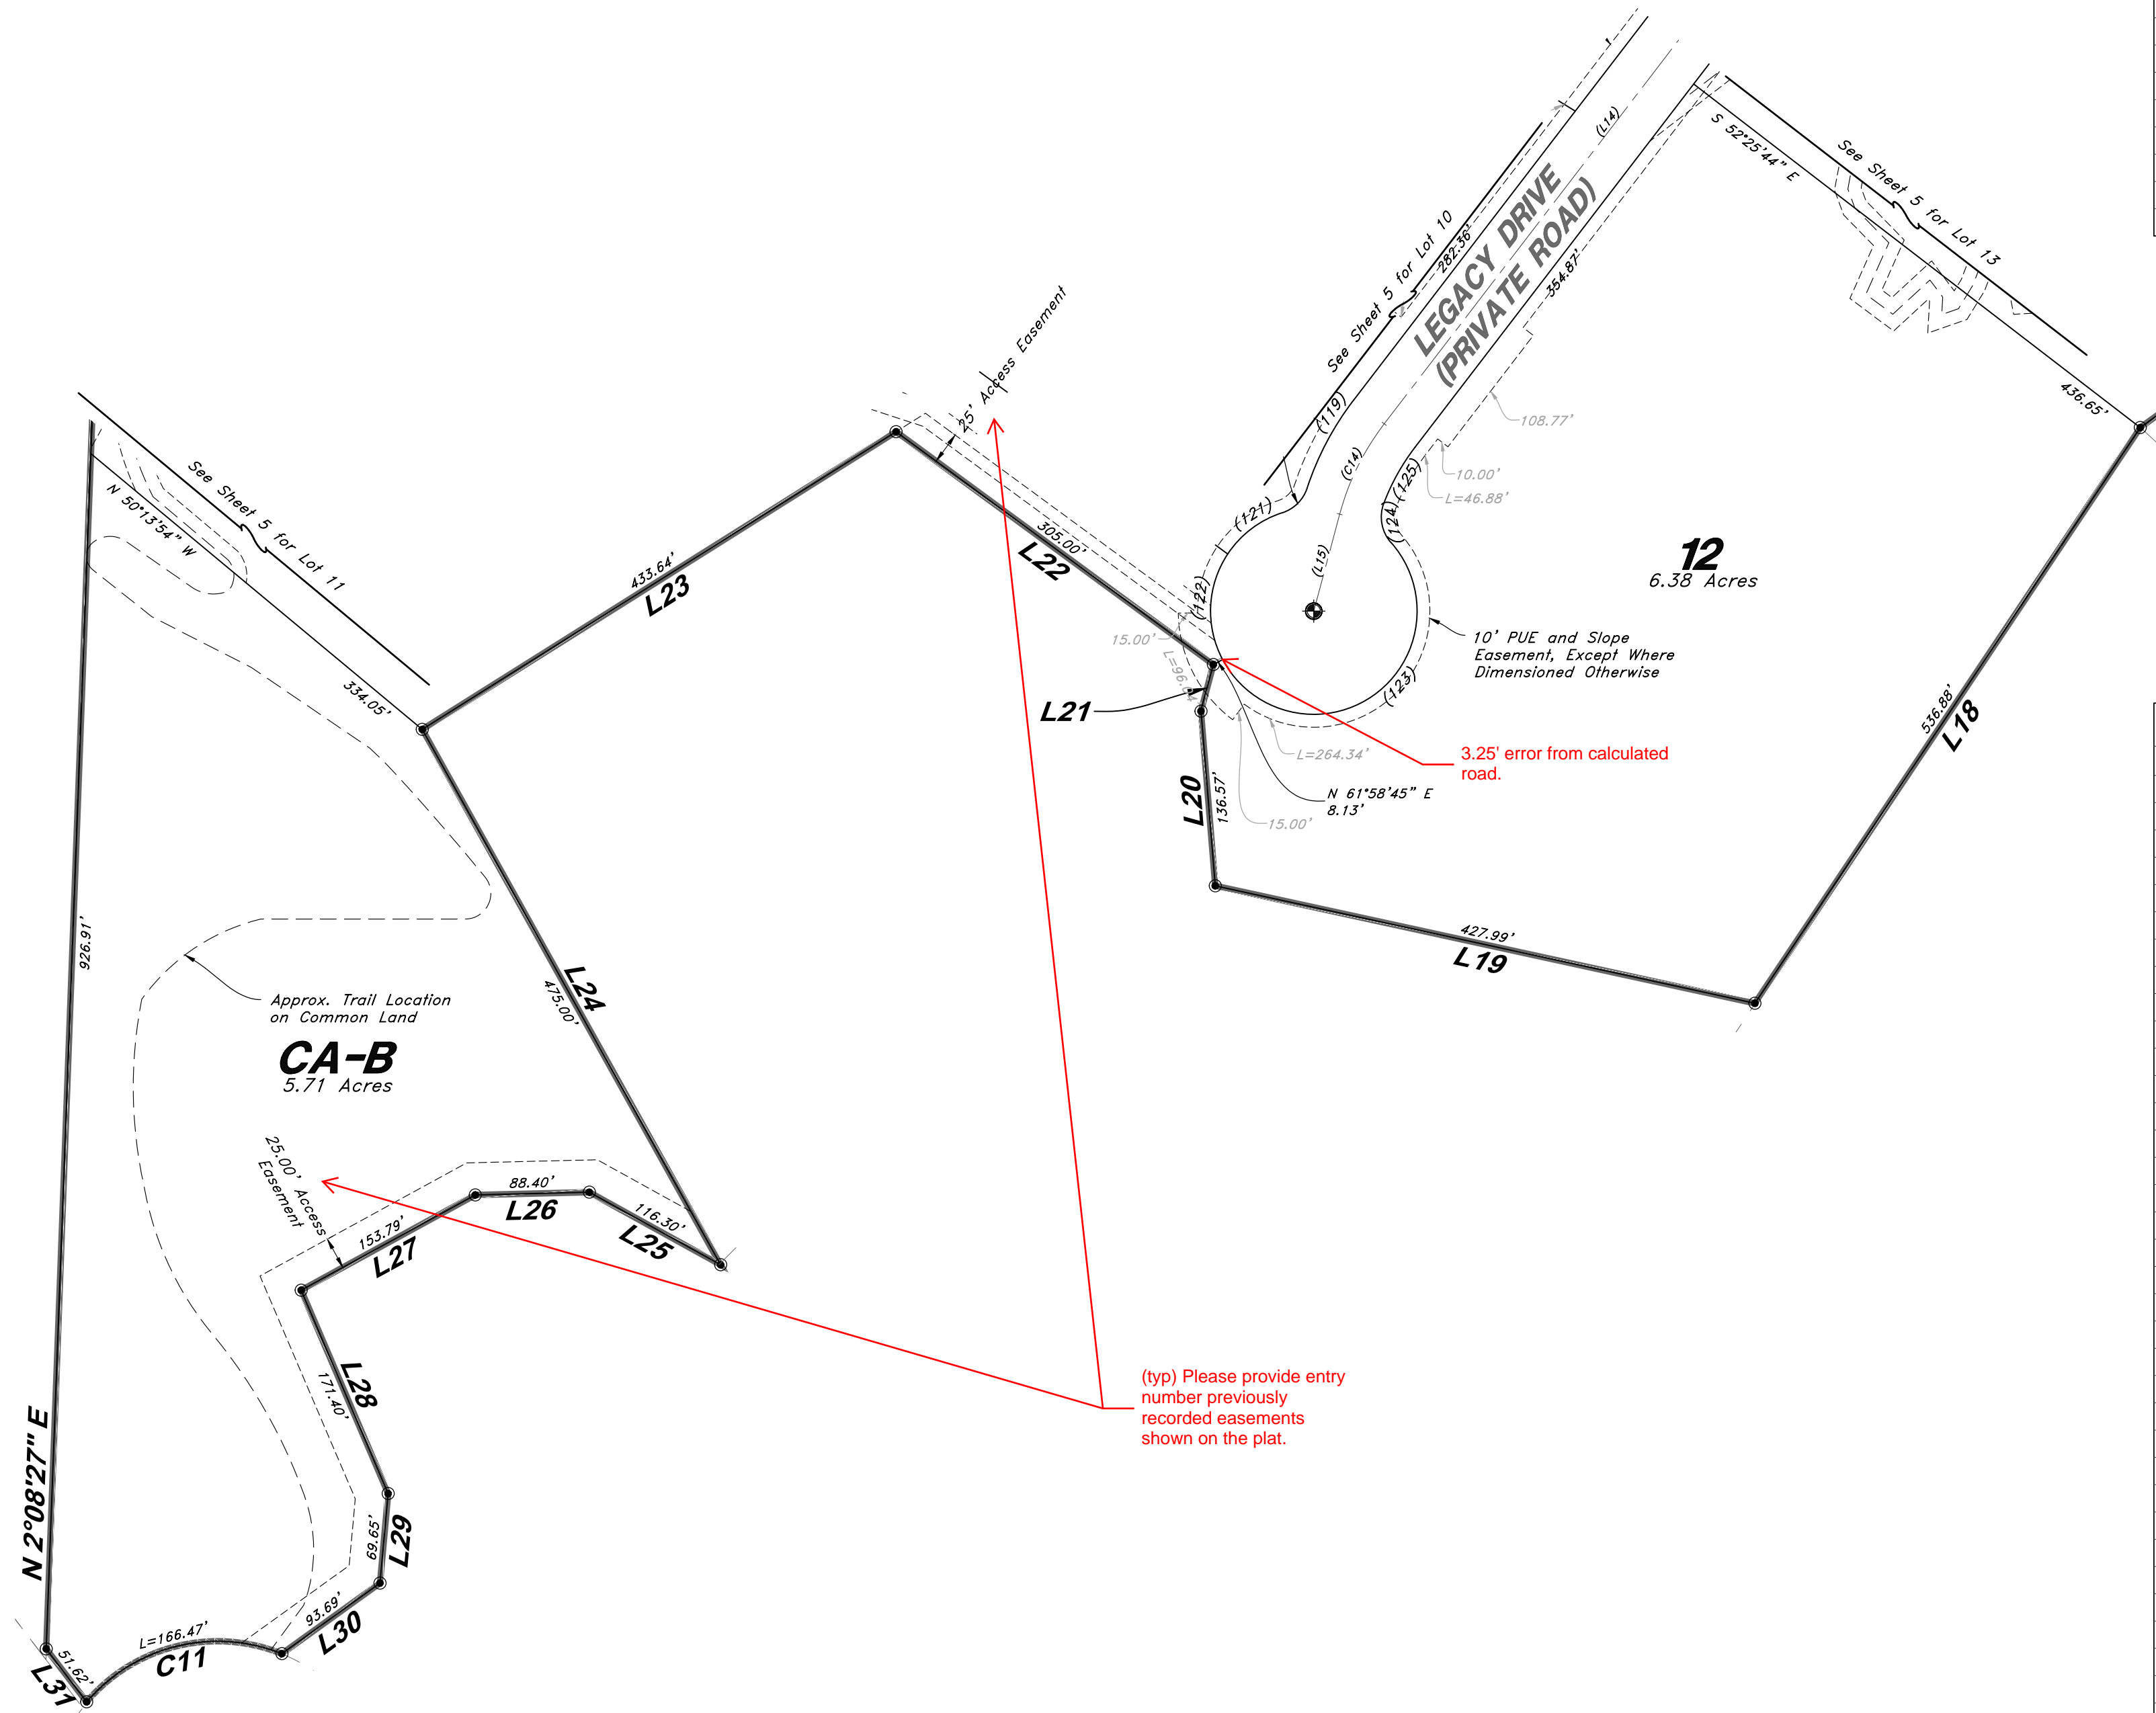 (L14)
S 52°25'44" E
See Sheet 5 for Lot 13
See Sheet 5 for Lot 10
282.36'
LEGACY DRIVE
(PRIVATE ROAD)
354.87'
436.65'
25' Access Easement
(119)
108.77'
(C14)
10.00'
(125)
L=46.88'
See Sheet 5 for Lot 11
N 50°13'54" W
(121)
(124)
305.00'
L22
433.64'
L23
(L15)
12
6.38 Acres
(122)
15.00'
10' PUE and Slope
Easement, Except Where
Dimensioned Otherwise
334.05'
(123)
L21
536.88'
L18
L=264.34'
3.25' error from calculated
road.
L20
136.57'
N 61°58'45" E
8.13'
15.00'
926.91'
427.99'
L19
L24
475.00'
Approx. Trail Location
on Common Land
CA-B
5.71 Acres
25.00' Access
Easement
88.40'
L26
116.30'
L25
153.79'
L27
L28
171.40'
(typ) Please provide entry
number previously
recorded easements
shown on the plat.
N 2°08'27" E
69.65'
L29
93.69'
L30
L=166.47'
C11
51.62'
L31